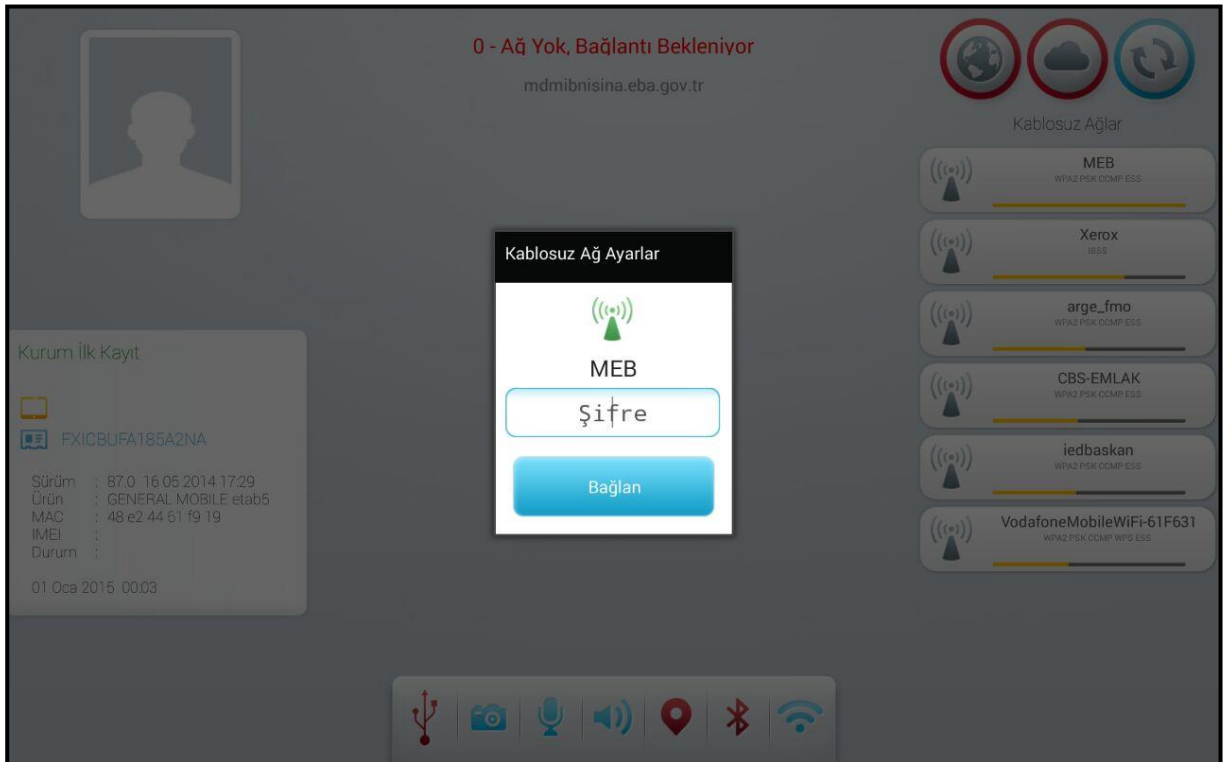 0 - Ağ Yok, Bağlantı Bekleniyor
mdmibnisina.eba.gov.tr
Kablosuz Ağlar
MEB
WPA2 PSK CCMP ESS
Xerox
IBSS
arge_fmo
WPA2 PSK CCMP ESS
CBS-EMLAK
WPA2 PSK CCMP ESS
iedbaskan
WPA2 PSK CCMP ESS
VodafoneMobileWiFi-61F631
WPA2 PSK CCMP WPS ESS
Kablosuz Ağ Ayarlar
MEB
Şifre
Bağlan
Kurum İlk Kayıt
FXICBUFA185A2NA
Sürüm : 87.0 16 05 2014 17:29
Ürün : GENERAL MOBILE etab5
MAC : 48 e2 44 61 f9 19
IMEI :
Durum :
01 Oca 2015 00:03